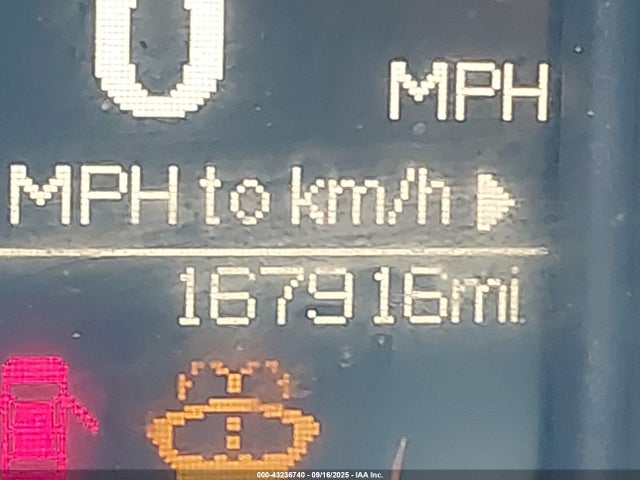 0
MPH
MPH to km/h ▶
167916mi
000-43236740 - 09/16/2025 - IAA Inc.